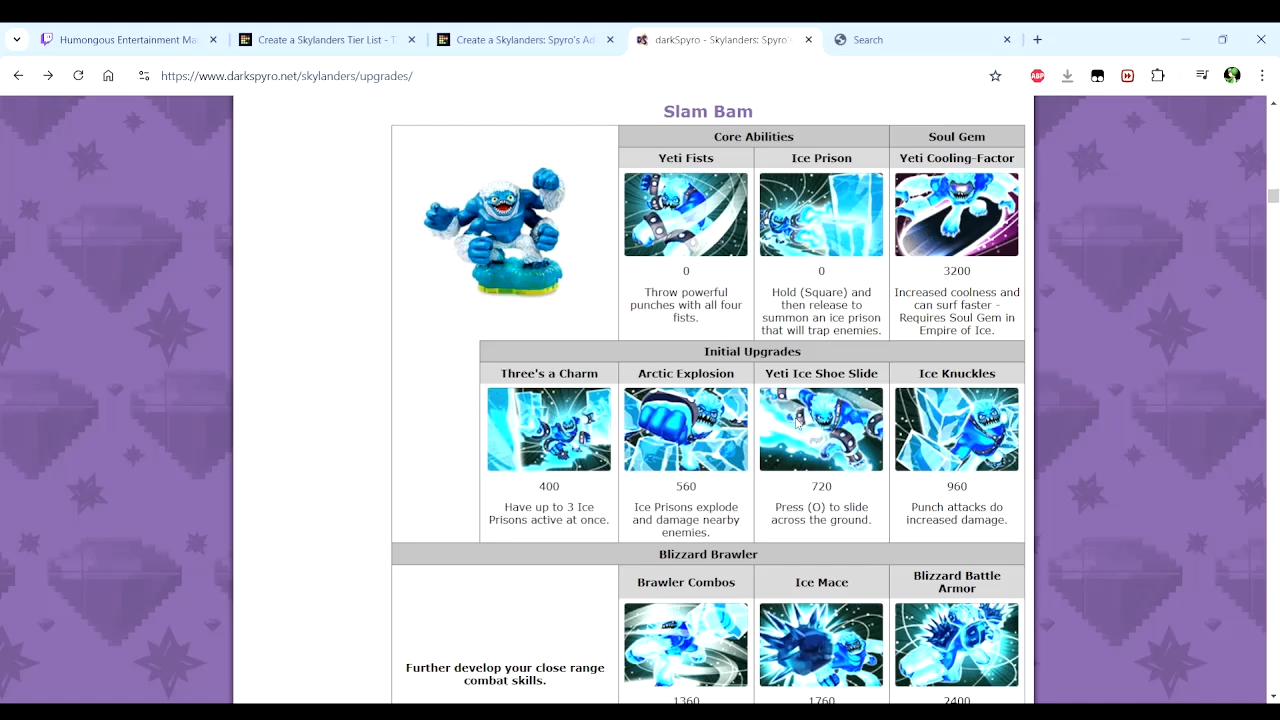 Humongous Entertainment Ma
Create a Skylanders Tier List - T
Create a Skylanders: Spyro's Ad
darkSpyro - Skylanders: Spyro'
Search
https://www.darkspyro.net/skylanders/upgrades/
ABP
Slam Bam
Core Abilities
Soul Gem
Yeti Fists
Ice Prison
Yeti Cooling-Factor
0
0
3200
Throw powerful
punches with all four
fists.
Hold (Square) and
then release to
summon an ice prison
that will trap enemies.
Increased coolness and
can surf faster -
Requires Soul Gem in
Empire of Ice.
Initial Upgrades
Three's a Charm
Arctic Explosion
Yeti Ice Shoe Slide
Ice Knuckles
400
560
720
960
Have up to 3 Ice
Prisons active at once.
Ice Prisons explode
and damage nearby
enemies.
Press (O) to slide
across the ground.
Punch attacks do
increased damage.
Blizzard Brawler
Brawler Combos
Ice Mace
Blizzard Battle
Armor
Further develop your close range
combat skills.
1360
1760
2400